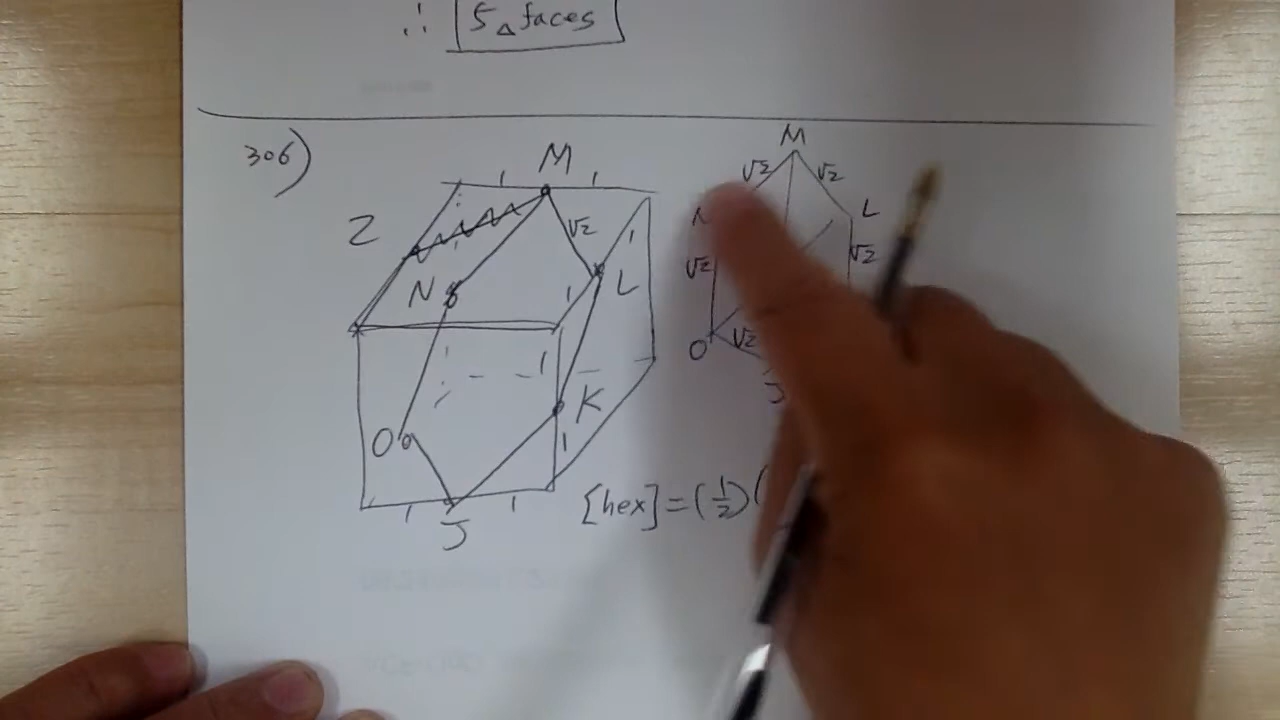 ∴ 5 △ faces
306)
M
M
√2 √2
Z
√2
1 1
N
L
1
1
L
√2 √2
N
1
K
O
√2
O
1
J
J
1 1
[hex] = (1/2)(